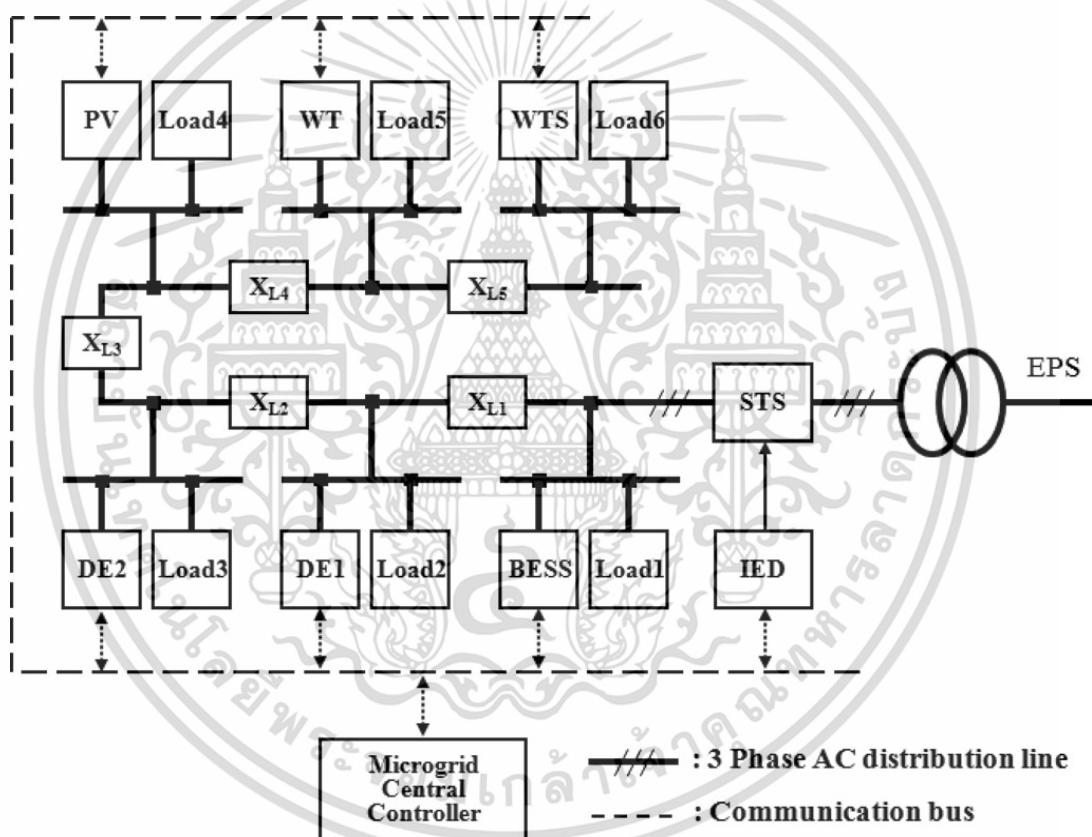 PV Load4 WT Load5 WTS Load6
XL4 XL5
XL3
EPS
XL2 XL1 STS
DE2 Load3 DE1 Load2 BESS Load1 IED
Microgrid
Central
Controller
: 3 Phase AC distribution line
: Communication bus
๕